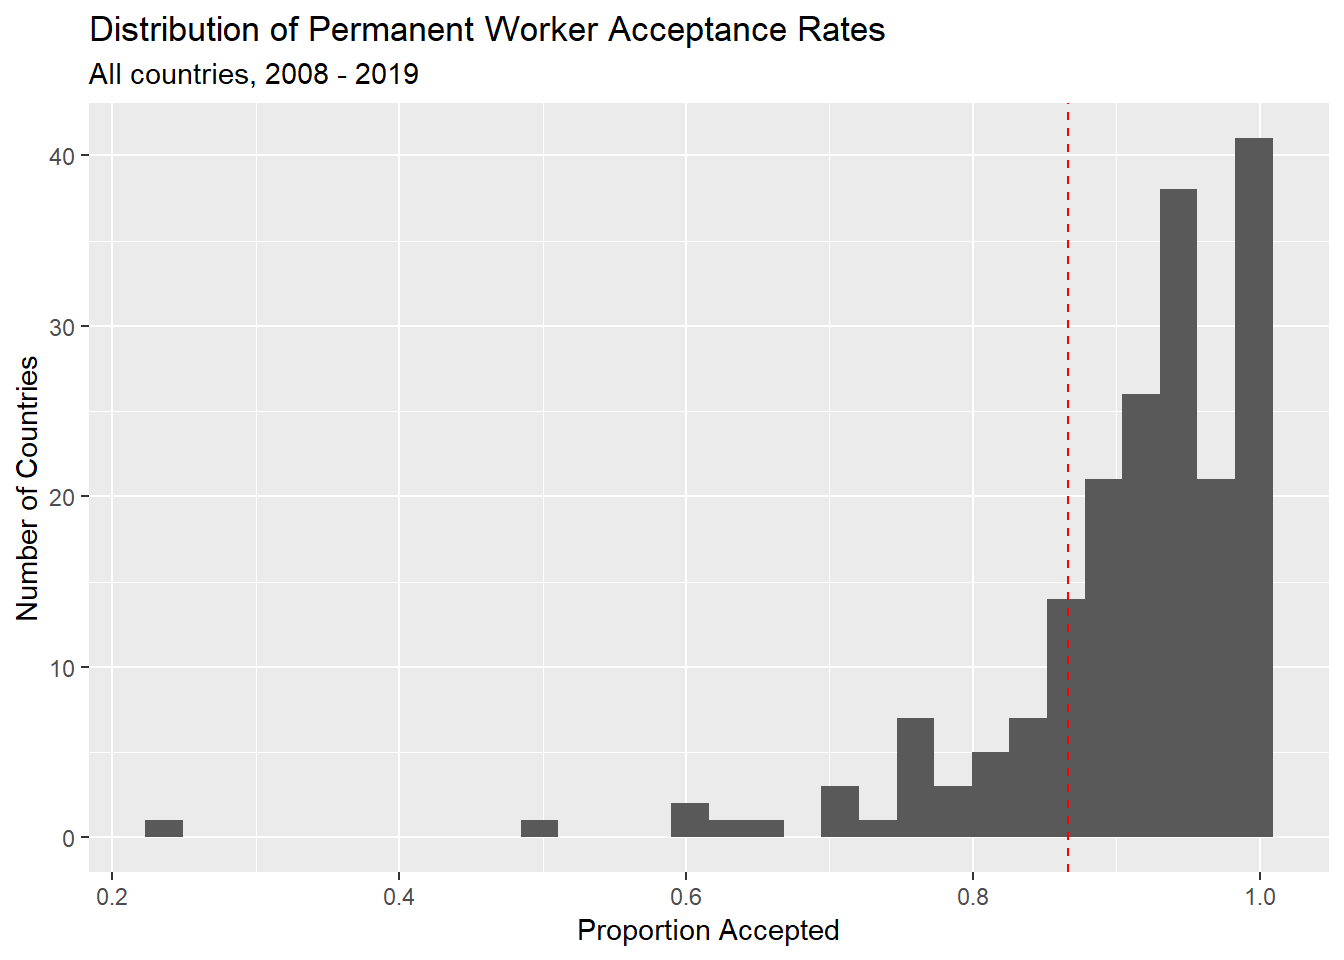 Distribution of Permanent Worker Acceptance Rates
All countries, 2008 - 2019
Number of Countries
40
30
20
10
0
0.2 0.4 0.6 0.8 1.0
Proportion Accepted